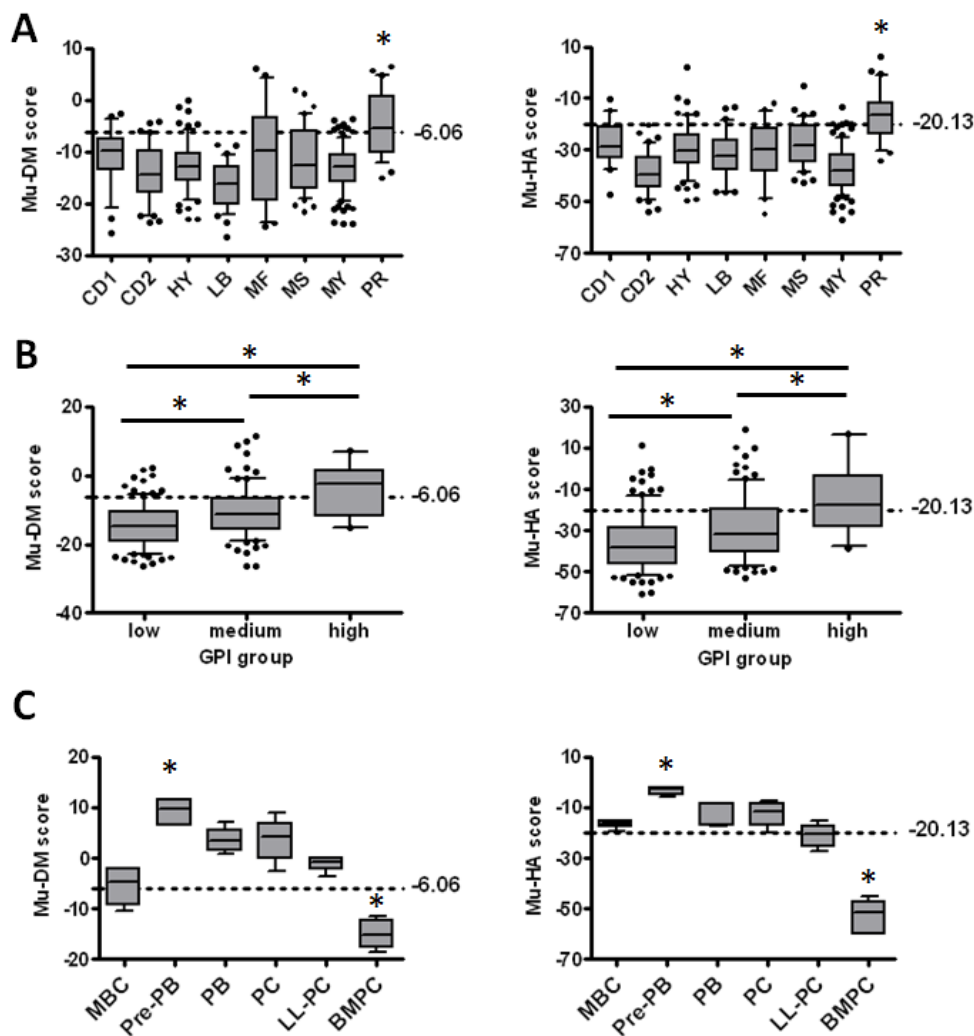 A
*
*
10
0
-10
-20
-30
Mu-DM score
-6.06
CD1 CD2 HY LB MF MS MY PR
10
-10
-30
-50
-70
Mu-HA score
-20.13
CD1 CD2 HY LB MF MS MY PR
B
*
*
*
20
0
-20
-40
Mu-DM score
-6.06
low medium high
GPI group
*
*
*
30
10
-10
-30
-50
-70
Mu-HA score
-20.13
low medium high
GPI group
C
*
*
20
10
0
-10
-20
Mu-DM score
-6.06
MBC Pre-PB PB PC LL-PC BMPC
*
*
10
-10
-30
-50
-70
Mu-HA score
-20.13
MBC Pre-PB PB PC LL-PC BMPC